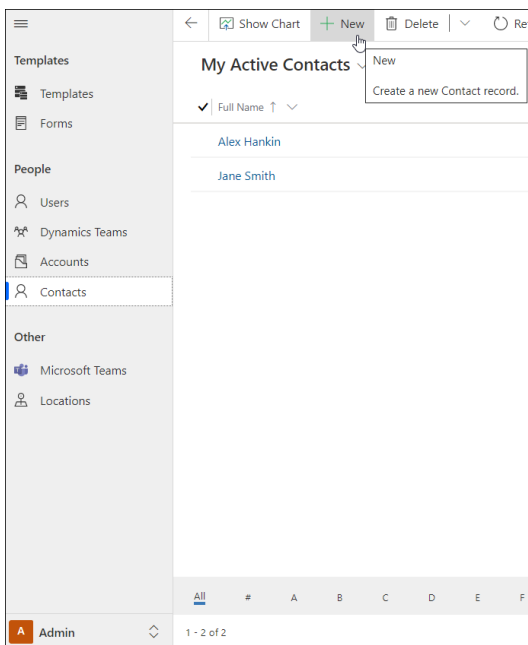 Show Chart
New
Delete
Re
Templates
Templates
Forms
People
Users
Dynamics Teams
Accounts
Contacts
Other
Microsoft Teams
Locations
A Admin
My Active Contacts
New
Create a new Contact record.
Full Name ↑
Alex Hankin
Jane Smith
All # A B C D E F
1 - 2 of 2